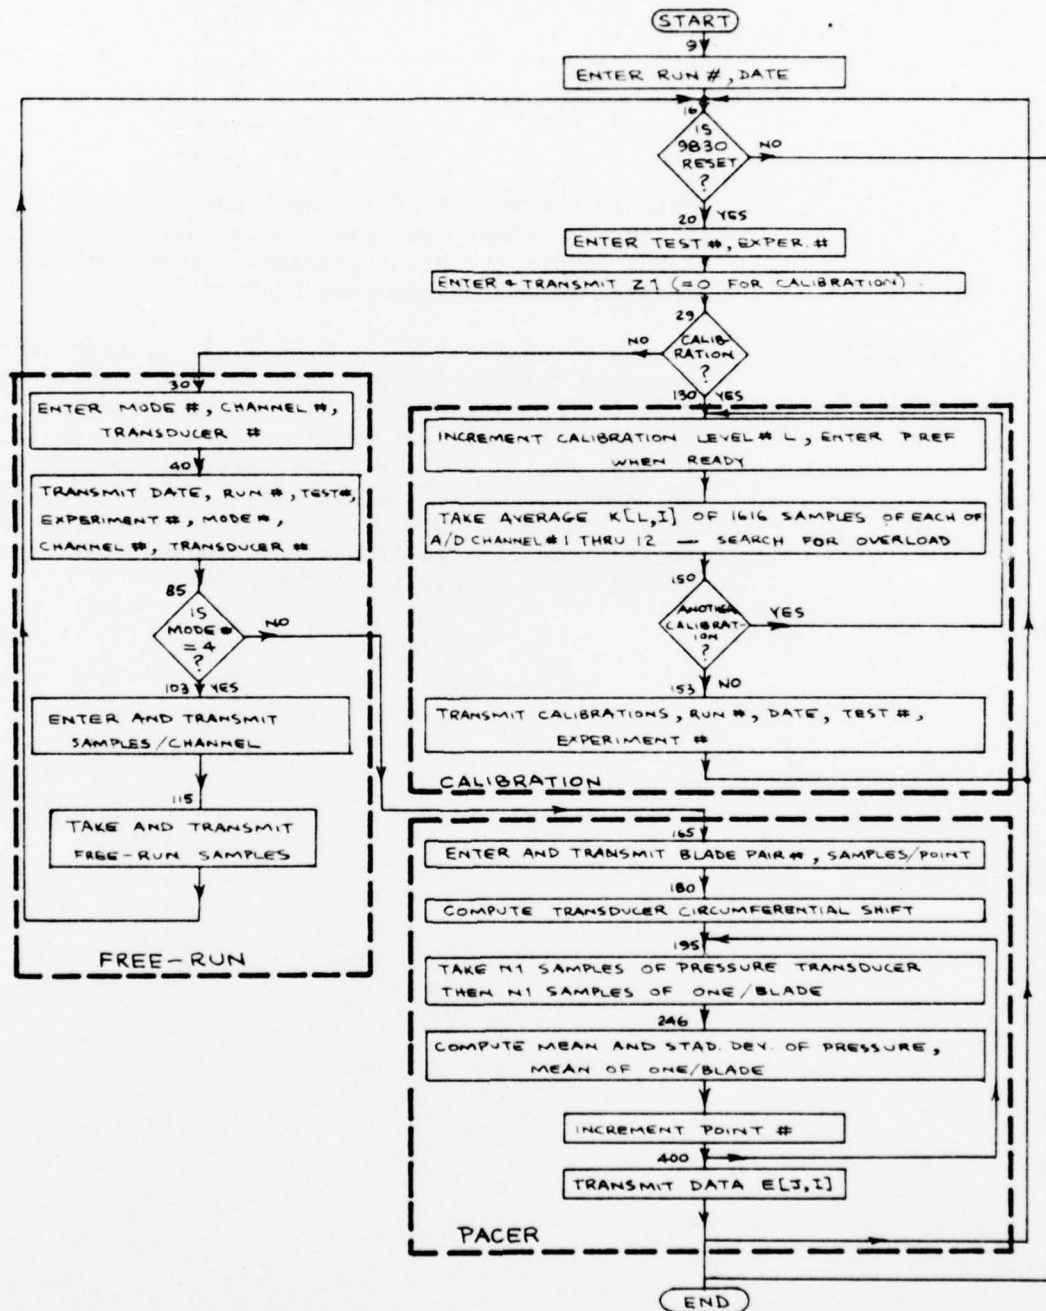 START
9
ENTER RUN #, DATE
16
IS
9830
RESET
?
NO
20 YES
ENTER TEST #, EXPER. #
ENTER & TRANSMIT Z1 (=0 FOR CALIBRATION)
29
CALIB-
RATION
?
NO
130 YES
30
ENTER MODE #, CHANNEL #,
TRANSDUCER #
40
TRANSMIT DATE, RUN #, TEST#,
EXPERIMENT #, MODE #,
CHANNEL #, TRANSDUCER #
85
IS
MODE #
= 4
?
NO
103 YES
ENTER AND TRANSMIT
SAMPLES/CHANNEL
115
TAKE AND TRANSMIT
FREE-RUN SAMPLES
FREE-RUN
INCREMENT CALIBRATION LEVEL # L, ENTER P REF
WHEN READY
TAKE AVERAGE K[L,I] OF 1616 SAMPLES OF EACH OF
A/D CHANNEL #1 THRU 12 — SEARCH FOR OVERLOAD
150
ANOTHER
CALIBRAT-
ION
?
YES
153 NO
TRANSMIT CALIBRATIONS, RUN #, DATE, TEST #,
EXPERIMENT #
CALIBRATION
165
ENTER AND TRANSMIT BLADE PAIR #, SAMPLES/POINT
180
COMPUTE TRANSDUCER CIRCUMFERENTIAL SHIFT
195
TAKE N1 SAMPLES OF PRESSURE TRANSDUCER
THEN N1 SAMPLES OF ONE/BLADE
246
COMPUTE MEAN AND STAD. DEV. OF PRESSURE,
MEAN OF ONE/BLADE
INCREMENT POINT #
400
TRANSMIT DATA E[J,I]
PACER
END